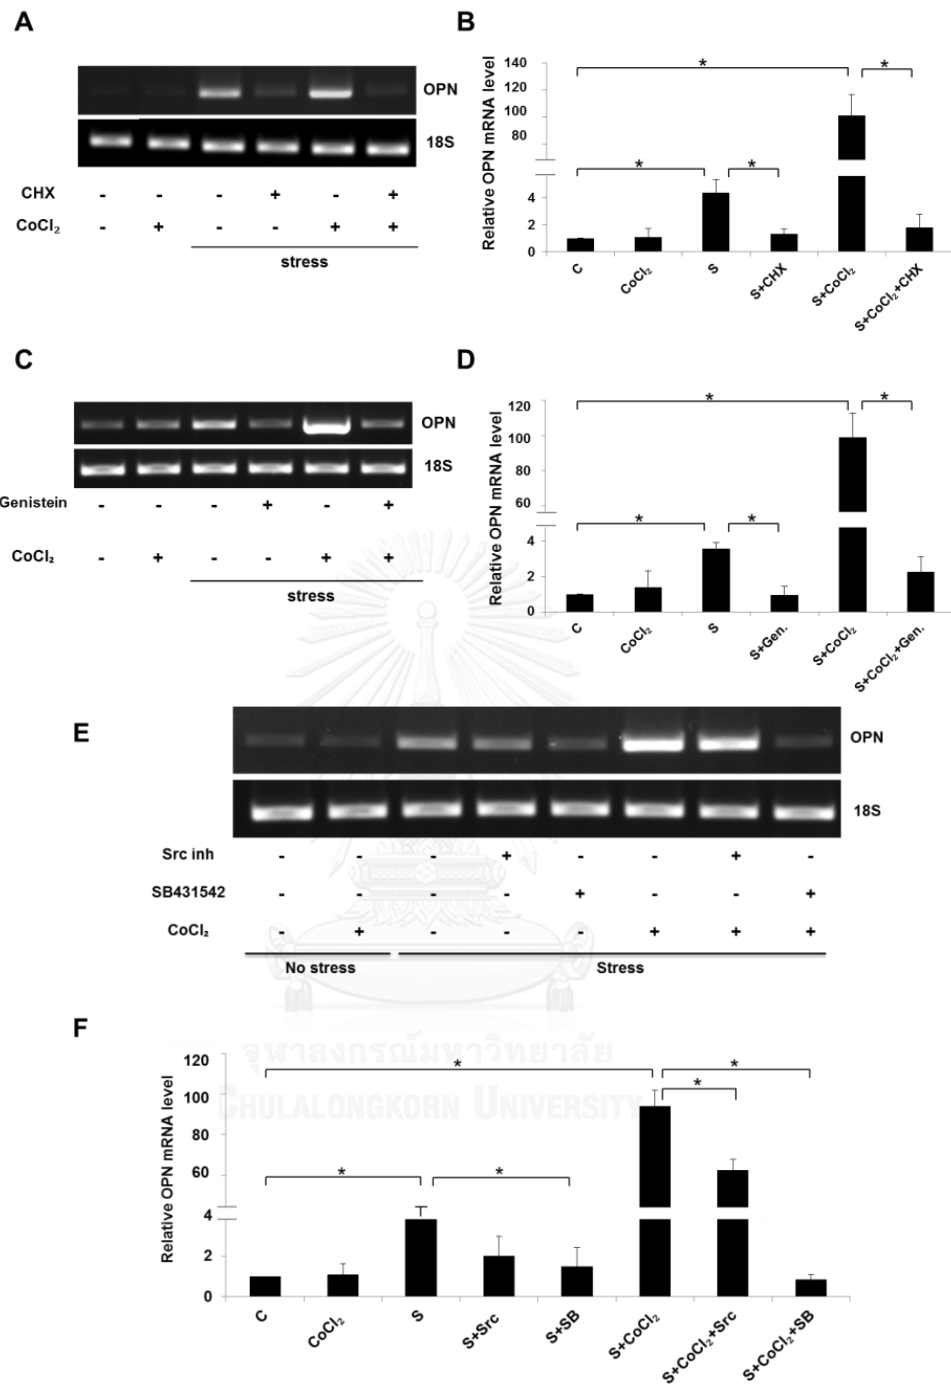 A
OPN
18S
CHX - - - + - +
CoCl₂ - + - - + +
stress
B
Relative OPN mRNA level
140
120
100
80
4
2
0
* * * *
C CoCl₂ S S+CHX S+CoCl₂ S+CoCl₂+CHX
C
OPN
18S
Genistein - - - + - +
CoCl₂ - + - - + +
stress
D
Relative OPN mRNA level
120
100
80
60
4
2
0
* * * *
C CoCl₂ S S+Gen. S+CoCl₂ S+CoCl₂+Gen.
E
OPN
18S
Src inh - - - + - - + -
SB431542 - - - - + - - +
CoCl₂ - + - - - + + +
No stress Stress
F
Relative OPN mRNA level
120
100
80
60
4
2
0
* * * * *
C CoCl₂ S S+Src S+SB S+CoCl₂ S+CoCl₂+Src S+CoCl₂+SB
จุฬาลงกรณ์มหาวิทยาลัย
CHULALONGKORN UNIVERSITY